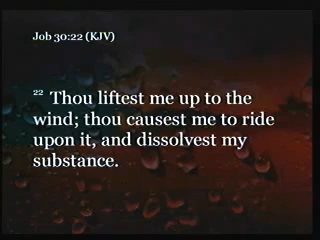 Job 30:22 (KJV)
22 Thou liftest me up to the
wind; thou causest me to ride
upon it, and dissolvest my
substance.